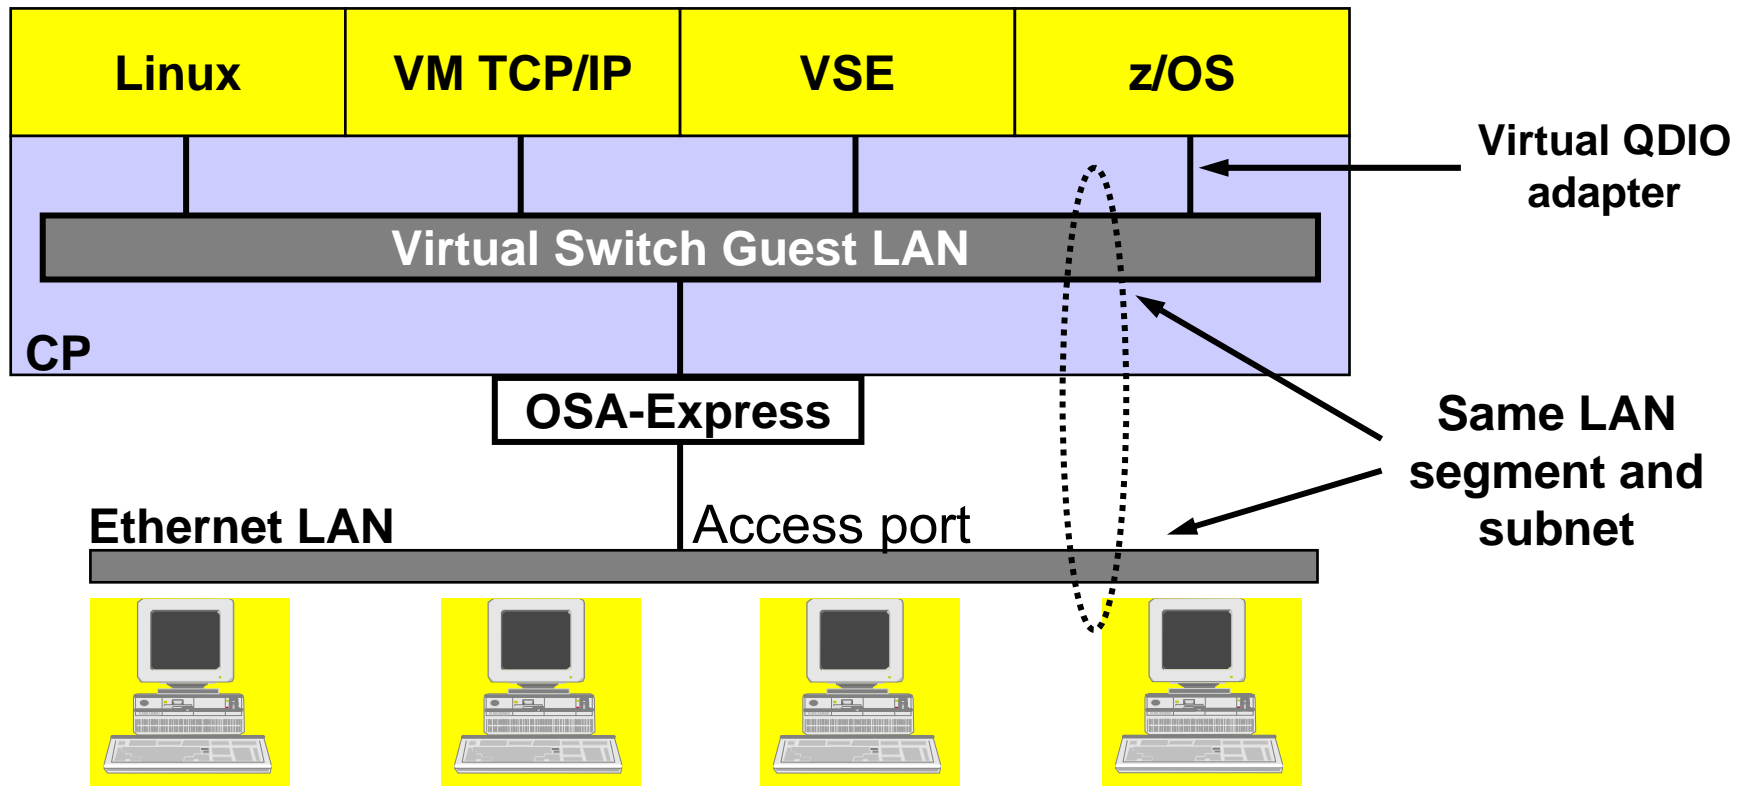 Linux
VM TCP/IP
VSE
z/OS
Virtual QDIO
adapter
Virtual Switch Guest LAN
CP
OSA-Express
Same LAN
segment and
subnet
Ethernet LAN
Access port